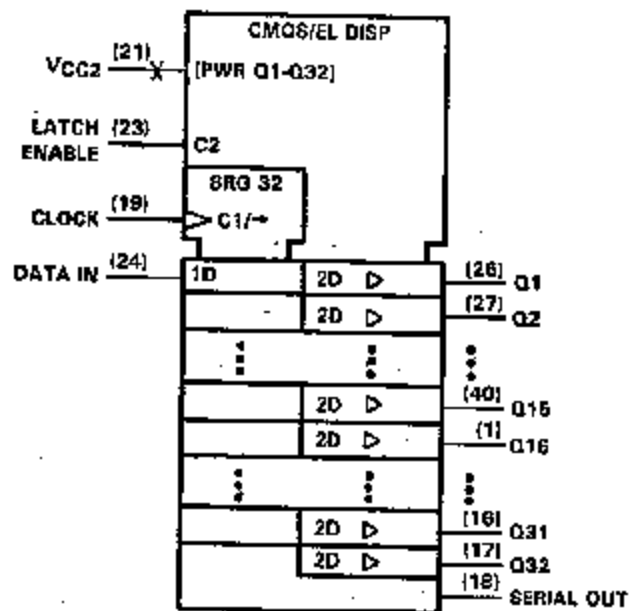 CMOS/EL DISP
VCC2 (21) [PWR Q1-Q32]
LATCH ENABLE (23) C2
SRG 32
CLOCK (19) C1/→
DATA IN (24) 1D 2D ▷ (26) Q1
2D ▷ (27) Q2
2D ▷ (40) Q15
2D ▷ (1) Q16
2D ▷ (16) Q31
2D ▷ (17) Q32
(18) SERIAL OUT